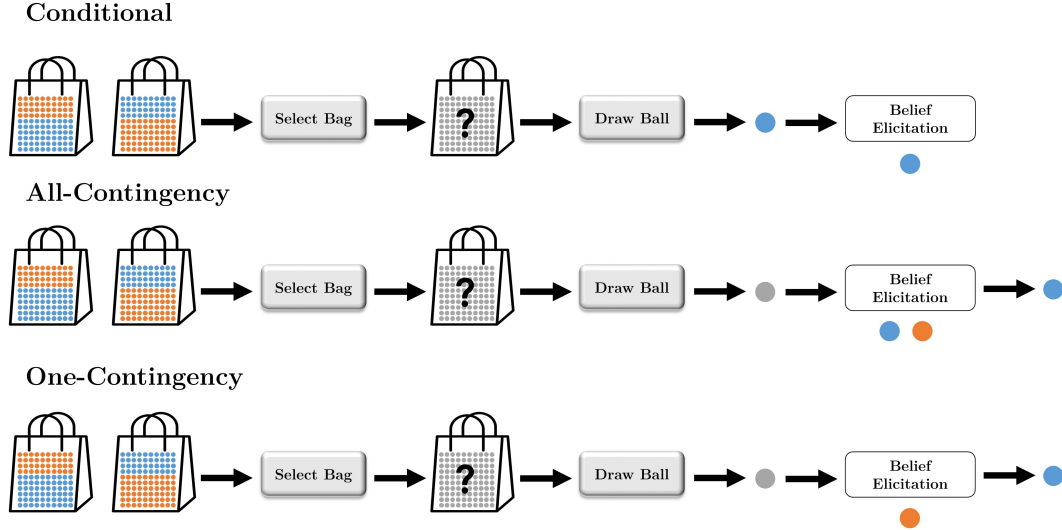 Conditional
Select Bag
?
Draw Ball
Belief
Elicitation
All-Contingency
Select Bag
?
Draw Ball
Belief
Elicitation
One-Contingency
Select Bag
?
Draw Ball
Belief
Elicitation